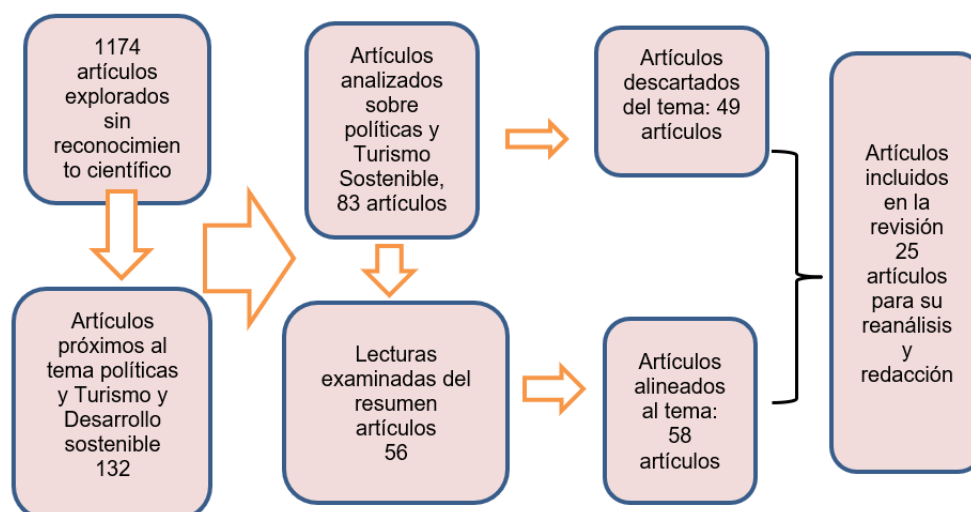 1174
artículos
explorados
sin
reconocimien
to científico
Artículos
próximos al
tema políticas
y Turismo y
Desarrollo
sostenible
132
Artículos
analizados
sobre
políticas y
Turismo
Sostenible,
83 artículos
Lecturas
examinadas del
resumen
artículos
56
Artículos
descartados
del tema: 49
artículos
Artículos
alineados
al tema:
58
artículos
Artículos
incluidos
en la
revisión
25
artículos
para su
reanálisis
y
redacción